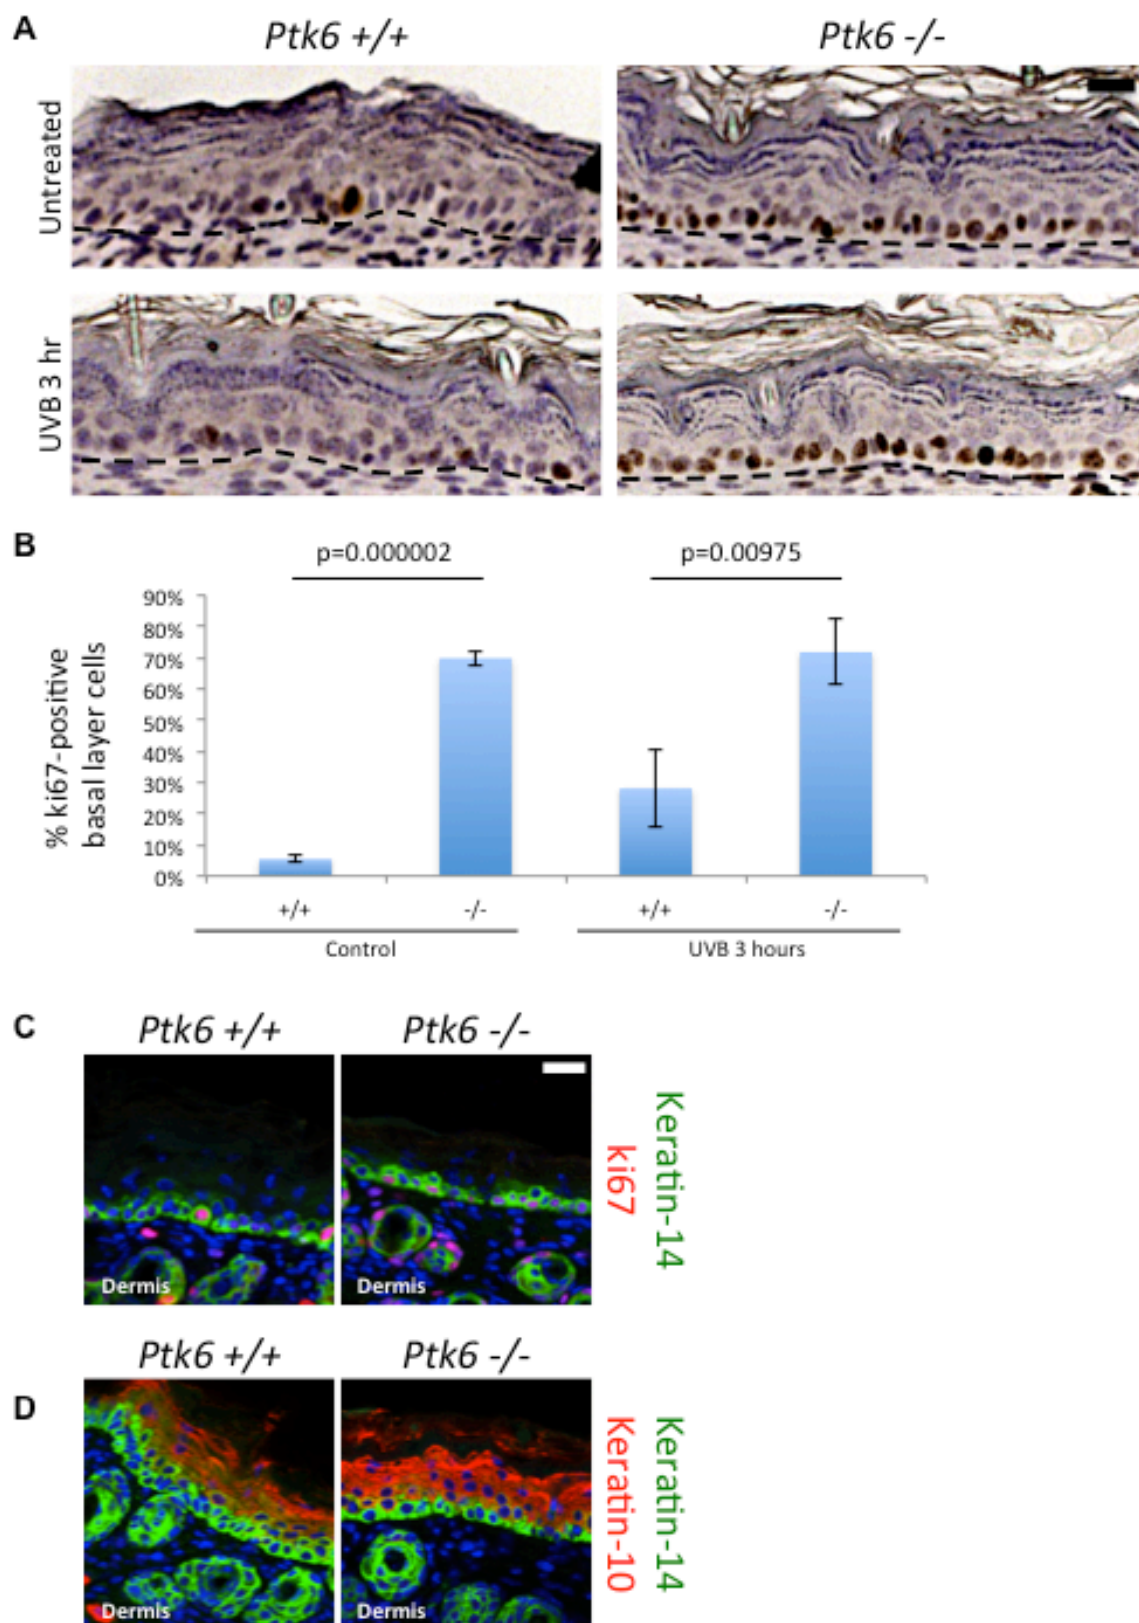 A
Ptk6 +/+
Ptk6 -/-
Untreated
UVB 3 hr
B
p=0.000002
p=0.00975
% ki67-positive
basal layer cells
90%
80%
70%
60%
50%
40%
30%
20%
10%
0%
+/+
-/-
+/+
-/-
Control
UVB 3 hours
C
Ptk6 +/+
Ptk6 -/-
Dermis
Dermis
Keratin-14
ki67
D
Ptk6 +/+
Ptk6 -/-
Dermis
Dermis
Keratin-14
Keratin-10